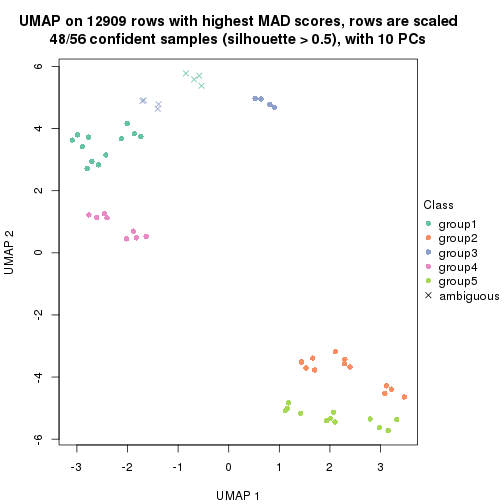 UMAP on 12909 rows with highest MAD scores, rows are scaled
48/56 confident samples (silhouette > 0.5), with 10 PCs
6
4
2
0
-2
-4
-6
UMAP 2
-3
-2
-1
0
1
2
3
UMAP 1
Class
group1
group2
group3
group4
group5
ambiguous